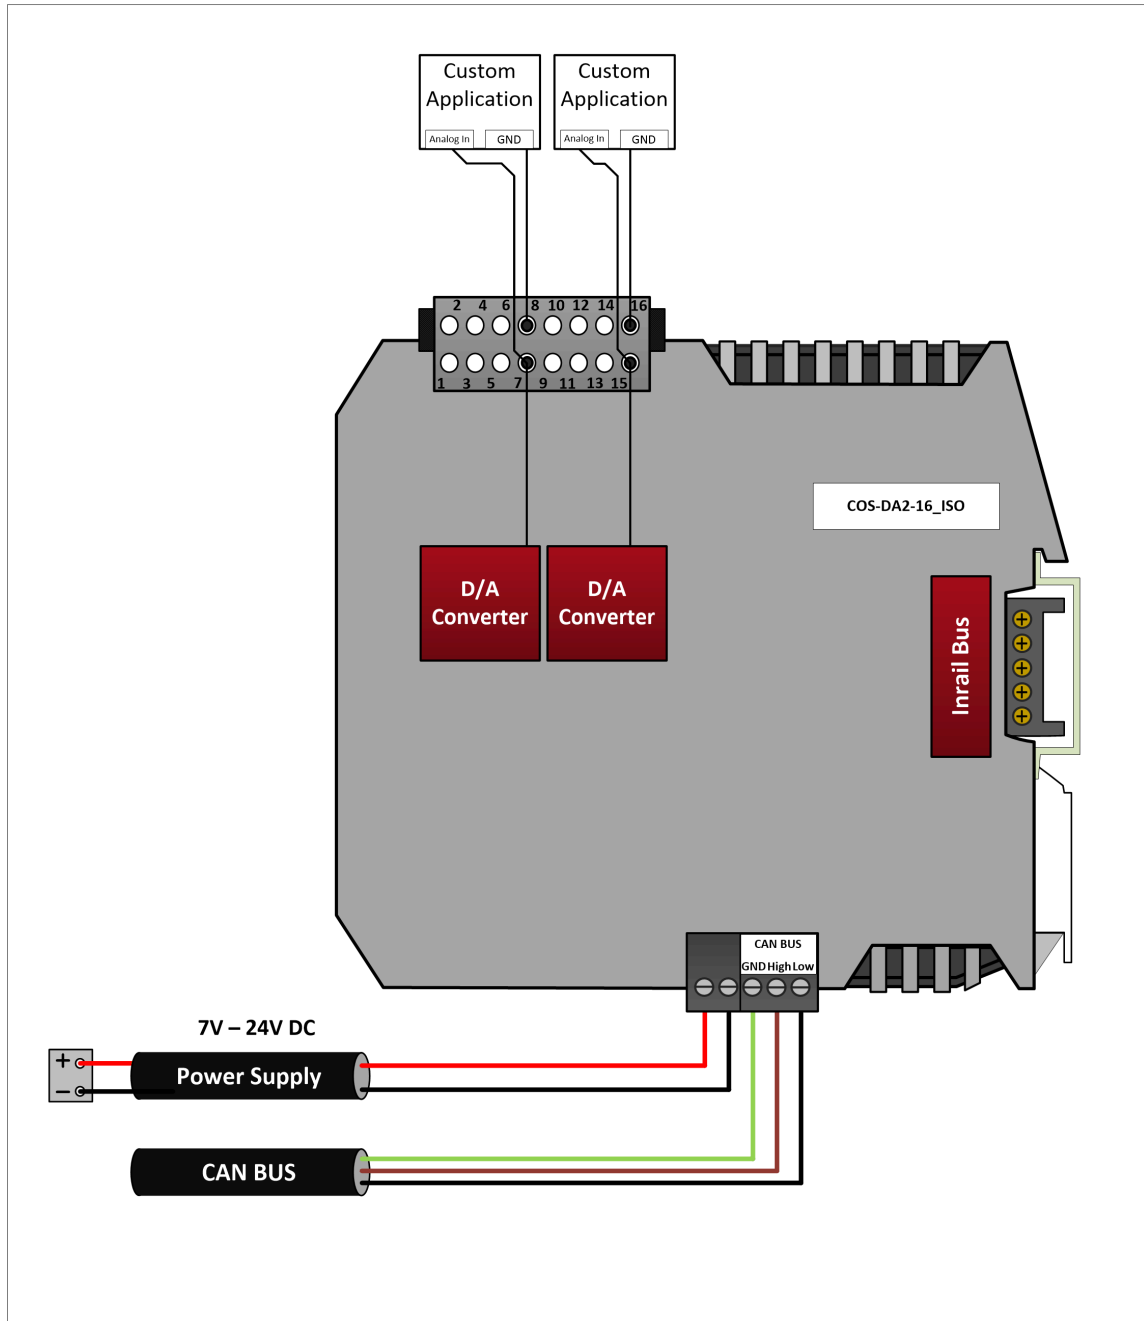 Custom
Application
Analog In
GND
Custom
Application
Analog In
GND
2 4 6 8 10 12 14 16
1 3 5 7 9 11 13 15
COS-DA2-16_ISO
D/A
Converter
D/A
Converter
Inrail Bus
CAN BUS
GND High Low
7V – 24V DC
+
Power Supply
–
CAN BUS